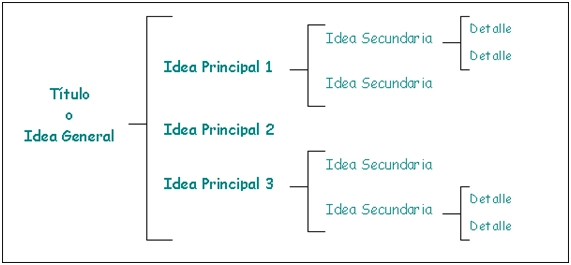 Título
o
Idea General
Idea Principal 1
Idea Secundaria
Detalle
Detalle
Idea Secundaria
Idea Principal 2
Idea Principal 3
Idea Secundaria
Idea Secundaria
Detalle
Detalle